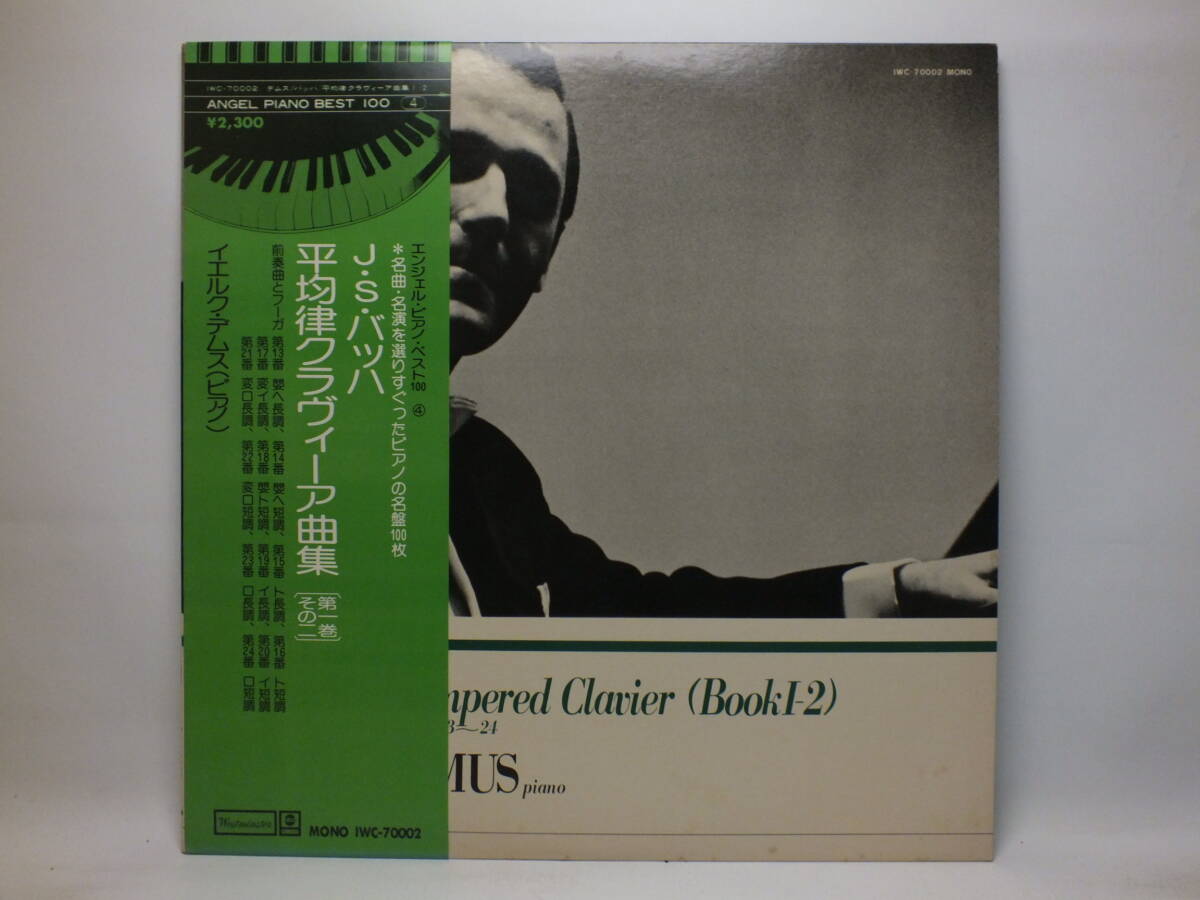 IWC-70002 デムス/バッハ 平均律クラヴィーア曲集 1-2
ANGEL PIANO BEST 100 4
¥2,300
エンジェル・ピアノ・ベスト100 ④
*名曲・名演を選りすぐったピアノの名盤100枚
J・S・バッハ
平均律クラヴィーア曲集〔第一巻 その二〕
前奏曲とフーガ 第13番 嬰ヘ長調、第14番 嬰ヘ短調、第15番 ト長調、第16番 ト短調
第17番 変イ長調、第18番 嬰ト短調、第19番 イ長調、第20番 イ短調
第21番 変ロ長調、第22番 変ロ短調、第23番 ロ長調、第24番 ロ短調
イエルク・デムス(ピアノ)
Westminster abc
MONO IWC-70002
IWC-70002 MONO
mpered Clavier (Book I-2)
3~24
MUS piano